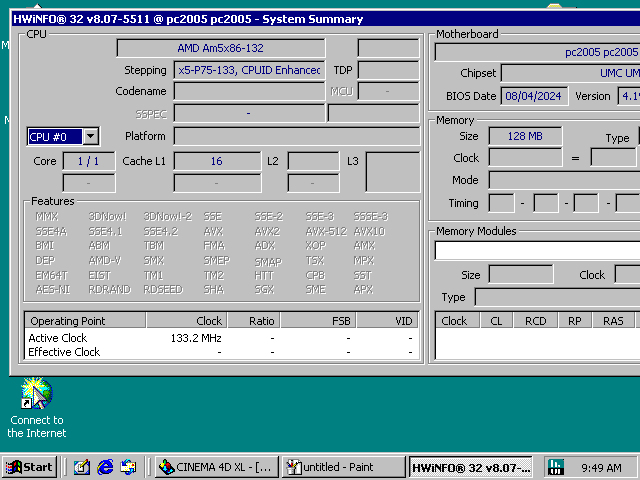 HWiNFO® 32 v8.07-5511 @ pc2005 pc2005 - System Summary
CPU
AMD Am5x86-132
Stepping x5-P75-133, CPUID Enhanced TDP
Codename MCU -
SSPEC -
CPU #0 Platform
Core 1 / 1 Cache L1 16 L2 L3
- - -
Features
MMX 3DNow! 3DNow!-2 SSE SSE-2 SSE-3 SSSE-3
SSE4A SSE4.1 SSE4.2 AVX AVX2 AVX-512 AVX10
BMI ABM TBM FMA ADX XOP AMX
DEP AMD-V SMX SMEP SMAP TSX MPX
EM64T EIST TM1 TM2 HTT CPB SST
AES-NI RDRAND RDSEED SHA SGX SME APX
Operating Point Clock Ratio FSB VID
Active Clock 133.2 MHz - - -
Effective Clock - - - -
Motherboard
pc2005 pc2005
Chipset UMC UM
BIOS Date 08/04/2024 Version 4.1
Memory
Size 128 MB Type
Clock =
Mode
Timing - - -
Memory Modules
Size Clock
Type
Clock CL RCD RP RAS
Connect to
the Internet
Start CINEMA 4D XL - [... untitled - Paint HWiNFO® 32 v8.07-... 9:49 AM